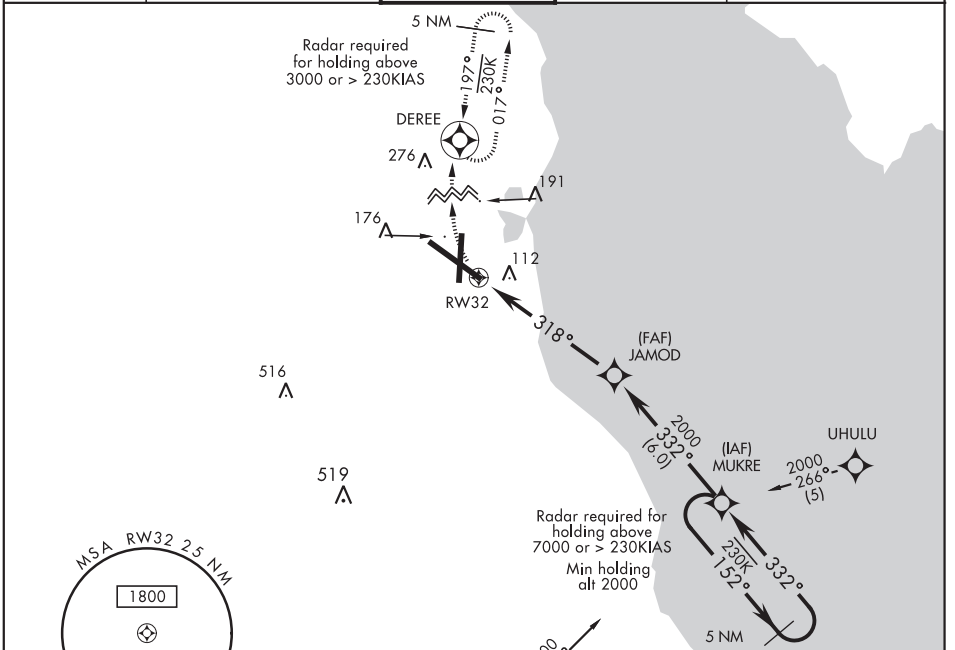 5 NM
Radar required
for holding above
3000 or > 230KIAS
197°
230K
017°
DEREE
276
191
176
112
RW32
318°
(FAF)
JAMOD
516
2000
332°
(6.0)
(IAF)
MUKRE
UHULU
2000
266°
(5)
519
Radar required for
holding above
7000 or > 230KIAS
Min holding
alt 2000
230K
152°
332°
5 NM
MSA RW32 25 NM
1800